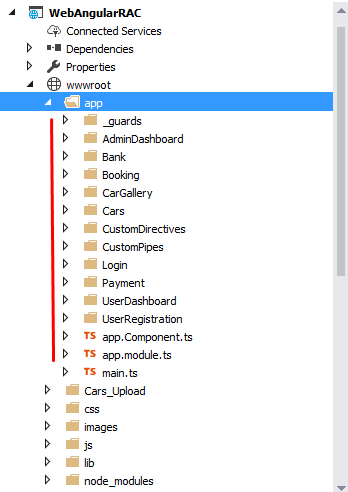 WebAngularRAC
Connected Services
Dependencies
Properties
wwwroot
app
_guards
AdminDashboard
Bank
Booking
CarGallery
Cars
CustomDirectives
CustomPipes
Login
Payment
UserDashboard
UserRegistration
TS app.Component.ts
TS app.module.ts
TS main.ts
Cars_Upload
css
images
js
lib
node_modules